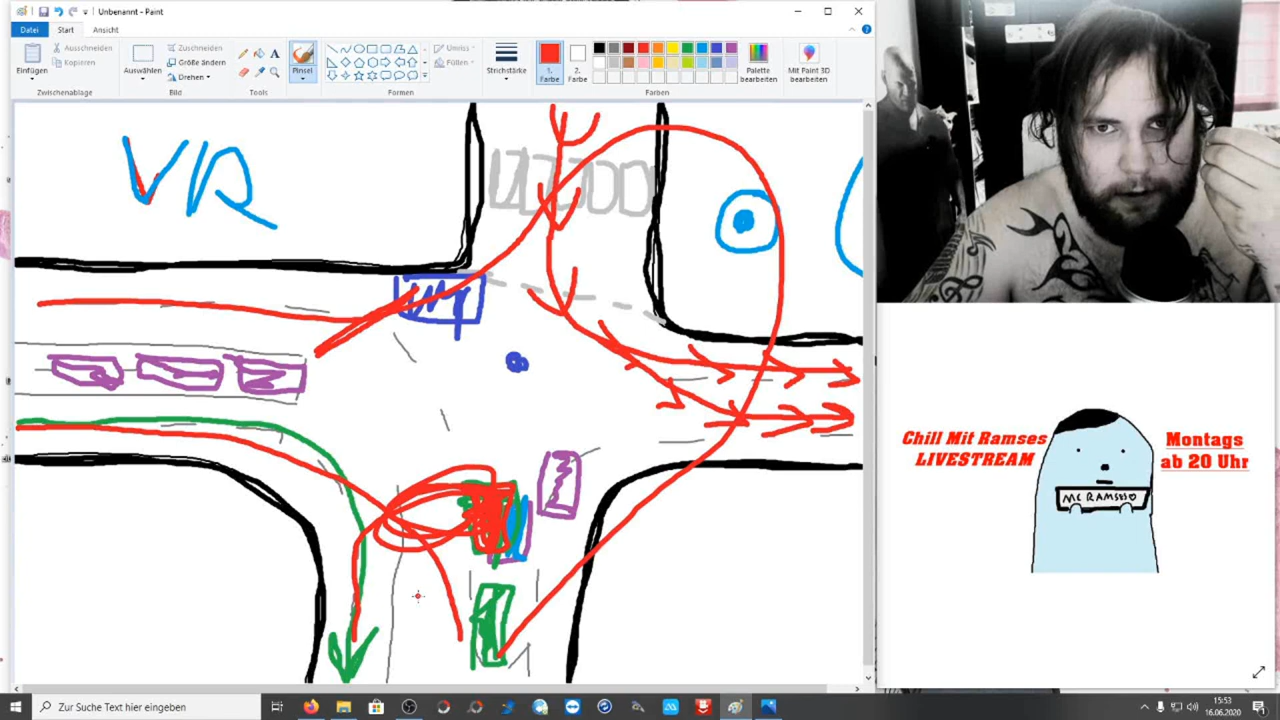 Unbenannt - Paint
Datei
Start
Ansicht
Einfügen
Ausschneiden
Kopieren
Zwischenablage
Auswählen
Zuschneiden
Größe ändern
Drehen
Bild
Tools
Pinsel
Umriss
Füllen
Formen
Strichstärke
1.
Farbe
2.
Farbe
Palette
bearbeiten
Farben
Mit Paint 3D
bearbeiten
VR
Chill Mit Ramses
LIVESTREAM
Montags
ab 20 Uhr
MC RAMSES
Zur Suche Text hier eingeben
15:53
16.06.2020